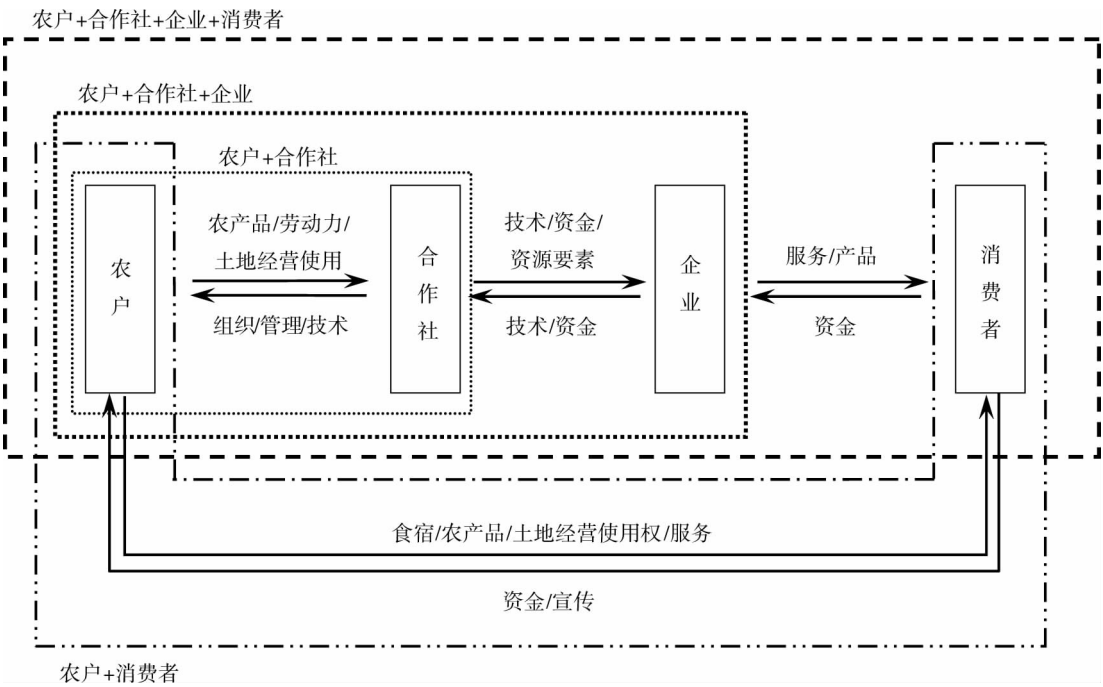 农户+合作社+企业+消费者
农户+合作社+企业
农户+合作社
农户
农产品/劳动力/
土地经营使用
组织/管理/技术
合作社
技术/资金/
资源要素
技术/资金
企业
服务/产品
资金
消费者
食宿/农产品/土地经营使用权/服务
资金/宣传
农户+消费者